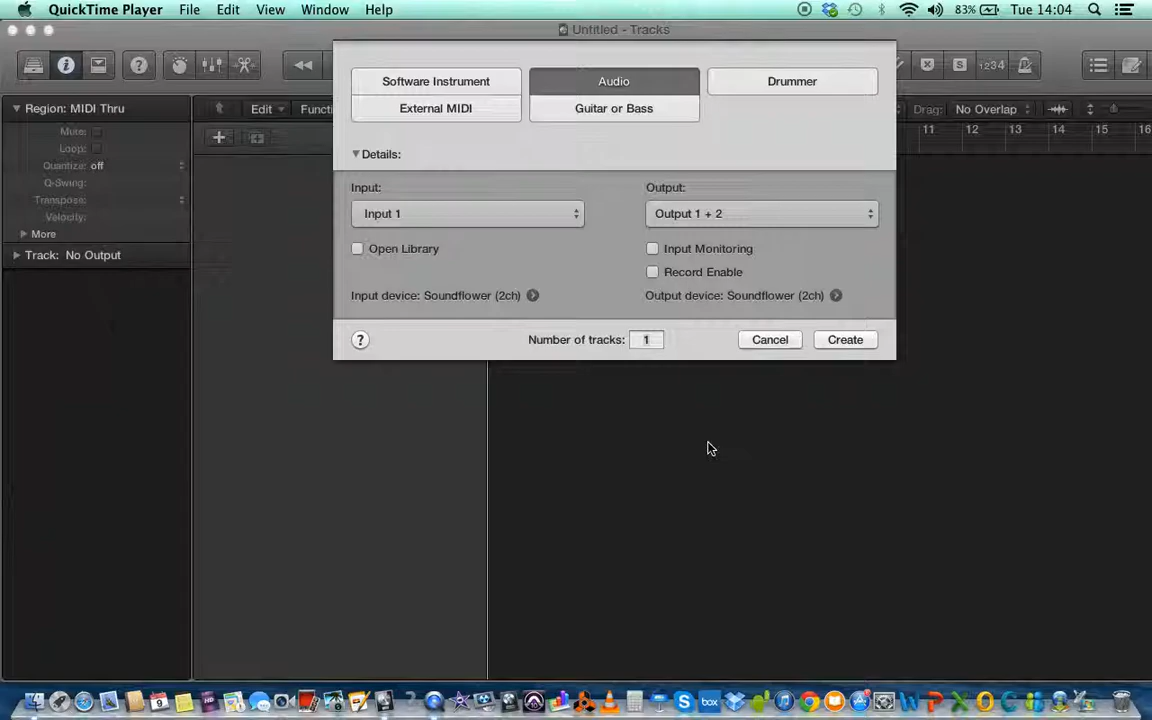 QuickTime Player File Edit View Window Help 83% Tue 14:04
Untitled - Tracks
Software Instrument Audio Drummer
External MIDI Guitar or Bass
1234
Region: MIDI Thru
Edit Functi
Drag: No Overlap
11 12 13 14 15 16
Mute:
Loop:
Quantize: off
Q-Swing:
Transpose:
Velocity:
More
Track: No Output
Details:
Input: Output:
Input 1 Output 1 + 2
Open Library Input Monitoring
Record Enable
Input device: Soundflower (2ch) Output device: Soundflower (2ch)
? Number of tracks: 1 Cancel Create
box